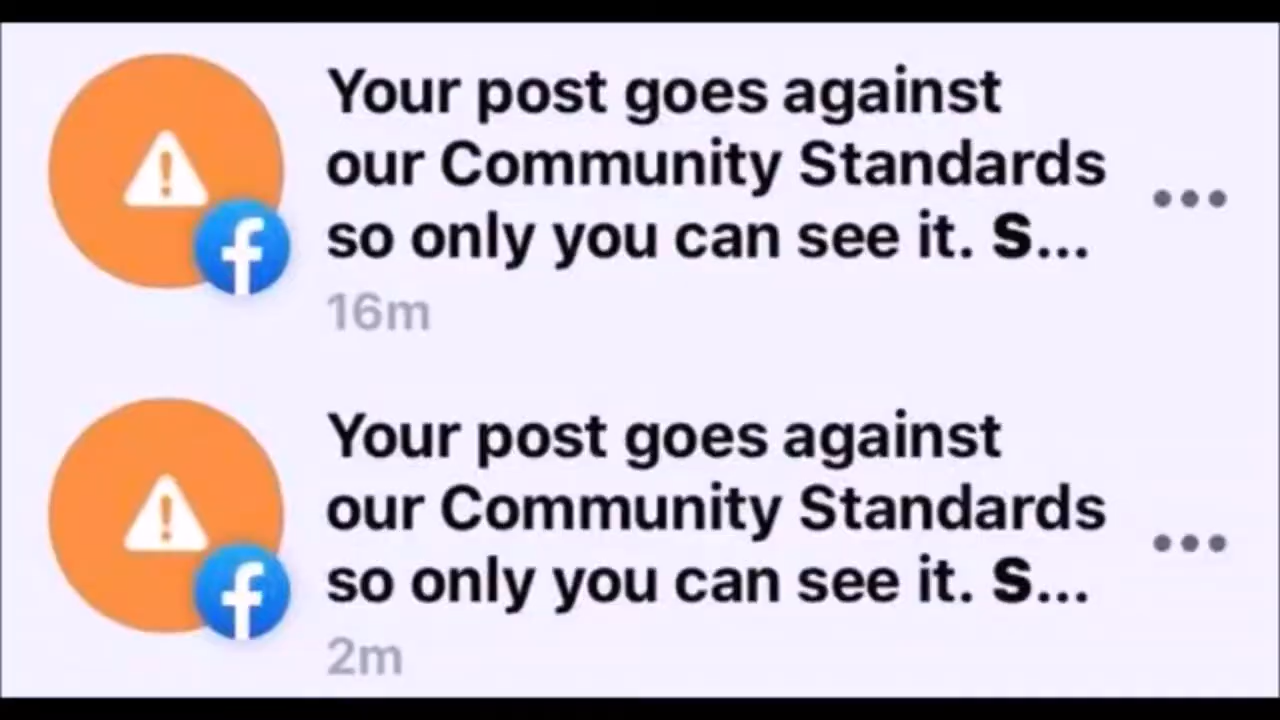 Your post goes against
our Community Standards
so only you can see it. S...
16m
Your post goes against
our Community Standards
so only you can see it. S...
2m